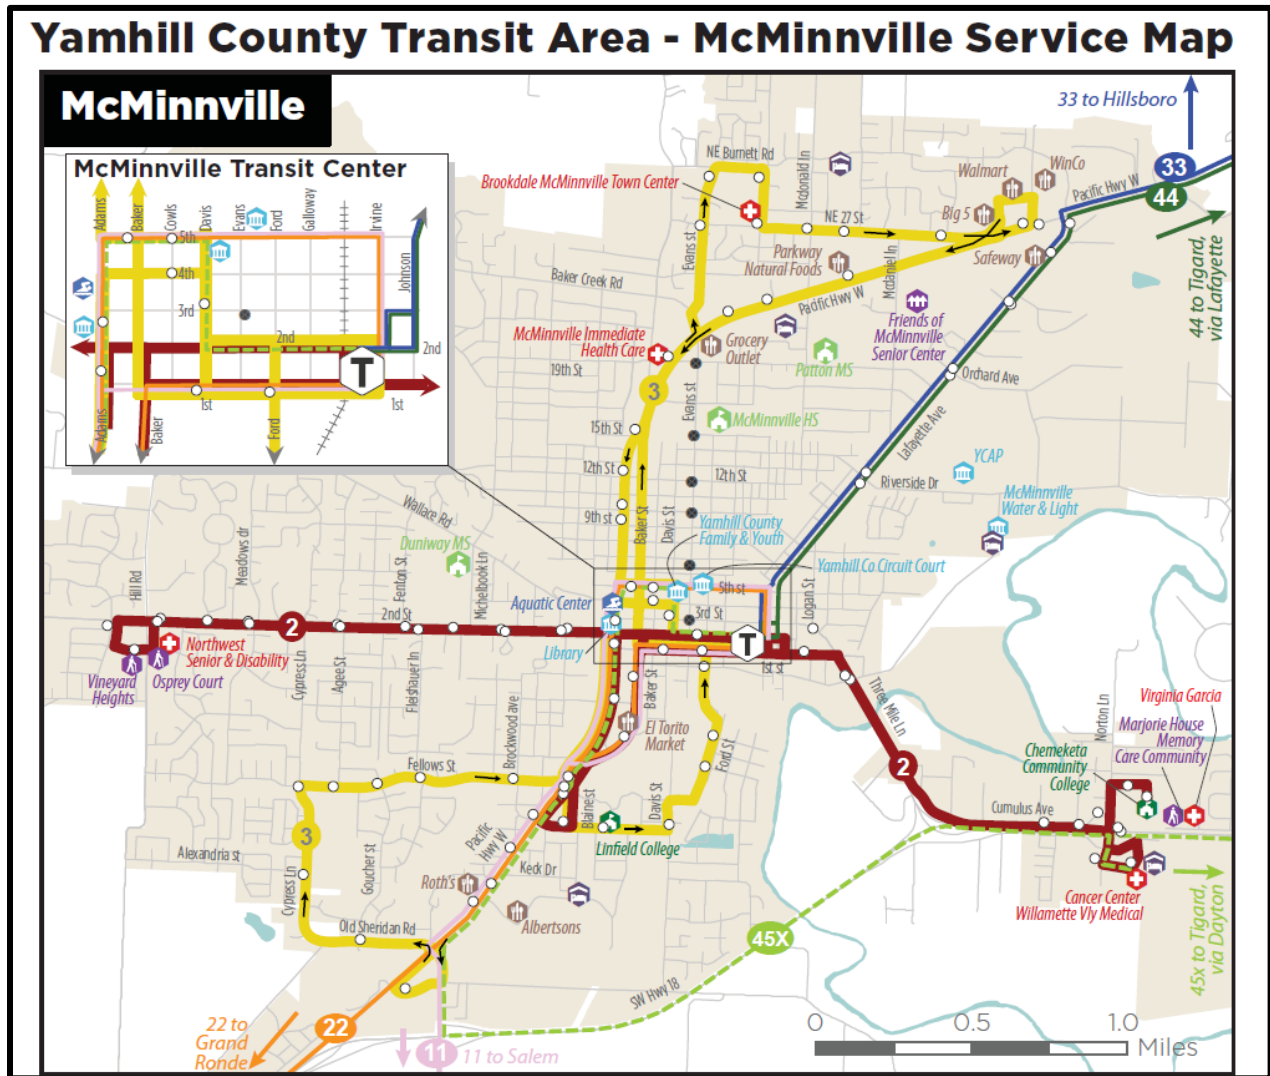 Yamhill County Transit Area - McMinnville Service Map
McMinnville
33 to Hillsboro
McMinnville Transit Center
Adams
Baker
Cowls
Davis
Evans
Ford
Galloway
Irvine
5th
4th
3rd
2nd
2nd
Johnson
T
1st
1st
Adams
Baker
Ford
NE Burnett Rd
Brookdale McMinnville Town Center
Mcdonald ln
Walmart
WinCo
33
44
Pacific Hwy W
Big 5
NE 27 St
Evans st
Parkway
Natural Foods
Safeway
Mcdaniel ln
44 to Tigard,
via Lafayette
Baker Creek Rd
Pacific Hwy W
Friends of
McMinnville
Senior Center
McMinnville Immediate
Health Care
Grocery
Outlet
19th St
Patton MS
Orchard Ave
3
Evans st
McMinnville HS
15th St
Lafayette Ave
12th St
12th St
YCAP
Riverside Dr
Wallace Rd
9th st
Baker St
Davis St
McMinnville
Water & Light
Yamhill County
Family & Youth
Duniway MS
Meadows dr
Hill Rd
Fenton St
Michelbook Ln
Yamhill Co Circuit Court
Aquatic Center
5th st
Logan St
2nd St
3rd St
2
Northwest
Senior & Disability
Library
T
1st st
Vineyard
Heights
Osprey Court
Cypress Ln
Agee St
Fleishauer ln
Baker St
Three Mile Ln
Brockwood ave
El Torito
Market
Norton Ln
Virginia Garcia
Marjorie House
Memory
Care Community
Ford St
Chemeketa
Community
College
2
Fellows St
Blainest
Davis St
Cumulus Ave
3
Pacific
Hwy W
Linfield College
Alexandria st
Goucher st
Keck Dr
Cypress Ln
Roth's
Albertsons
Cancer Center
Willamette Vly Medical
Old Sheridan Rd
45X
45x to Tigard,
via Dayton
SW Hwy 18
22 to
Grand
Ronde
22
11
11 to Salem
0
0.5
1.0
Miles